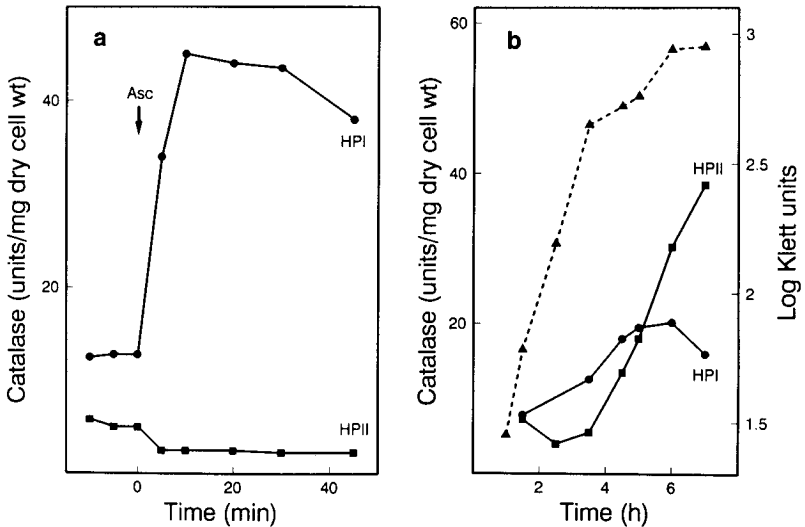 a
Catalase (units/mg dry cell wt)
40
20
Asc
HPI
HPII
0
20
40
Time (min)
b
Catalase (units/mg dry cell wt)
60
40
20
HPII
HPI
2
4
6
Time (h)
3
2.5
2
1.5
Log Klett units